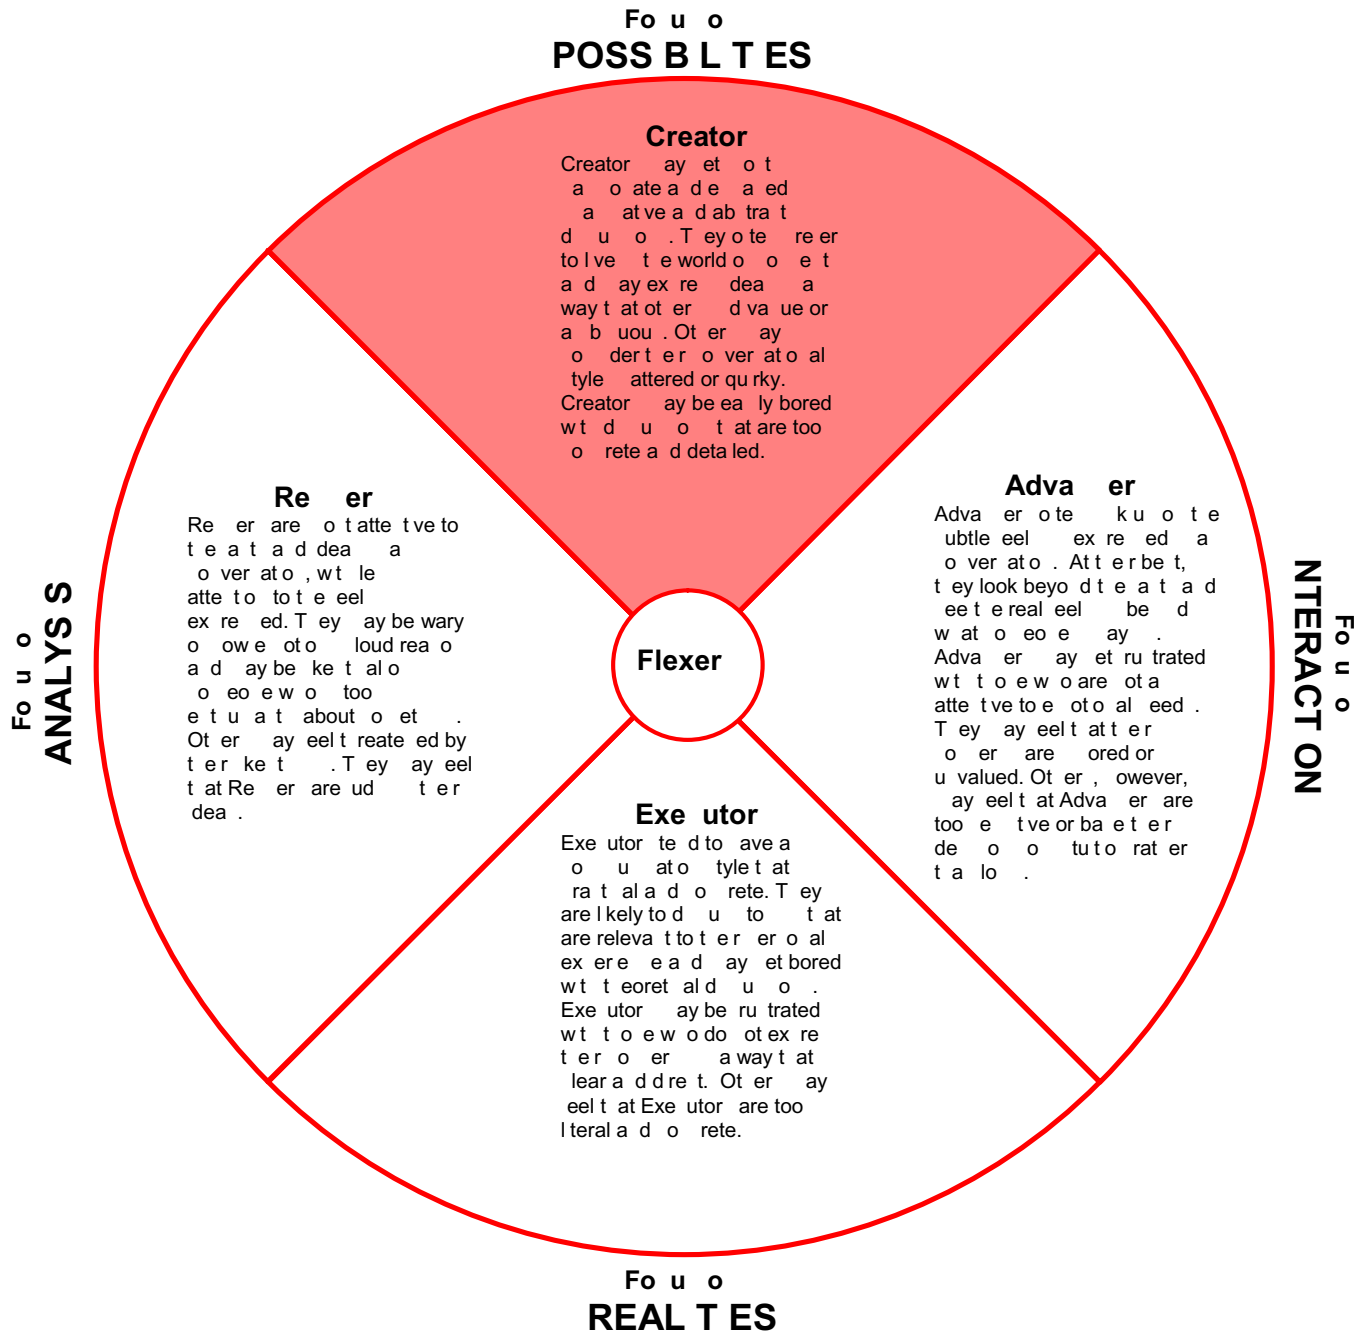 Fo u o
POSS B L T ES
Creator
Creator ay et o t
a o ate a d e a ed
a at ve a d ab tra t
d u o . T ey o te re er
to l ve t e world o o e t
a d ay ex re dea a
way t at ot er d va ue or
a b uou . Ot er ay
o der t e r o ver at o al
tyle attered or qu rky.
Creator ay be ea ly bored
w t d u o t at are too
o rete a d deta led.
Re er
Re er are o t atte t ve to
t e a t a d dea a
o ver at o , w t le
atte t o to t e eel
ex re ed. T ey ay be wary
o owe ot o loud rea o
a d ay be ke t al o
o eo e w o too
e t u a t about o et .
Ot er ay eel t reate ed by
t e r ke t . T ey ay eel
t at Re er are ud t e r
dea .
Fo u o
ANALYS S
Adva er
Adva er o te k u o t e
ubtle eel ex re ed a
o ver at o . At t e r be t,
t ey look beyo d t e a t a d
ee t e real eel be d
w at o eo e ay .
Adva er ay et ru trated
w t t o e w o are ot a
atte t ve to e ot o al eed .
T ey ay eel t at t e r
o er are ored or
u valued. Ot er , owever,
ay eel t at Adva er are
too e t ve or ba e t e r
de o o tu t o rat er
t a lo .
Fo u o
NTERACT ON
Flexer
Exe utor
Exe utor te d to ave a
o u at o tyle t at
ra t al a d o rete. T ey
are l kely to d u to t at
are releva t to t e r er o al
ex er e e a d ay et bored
w t t eoret al d u o .
Exe utor ay be ru trated
w t t o e w o do ot ex re
t e r o er a way t at
lear a d d re t. Ot er ay
eel t at Exe utor are too
l teral a d o rete.
Fo u o
REAL T ES